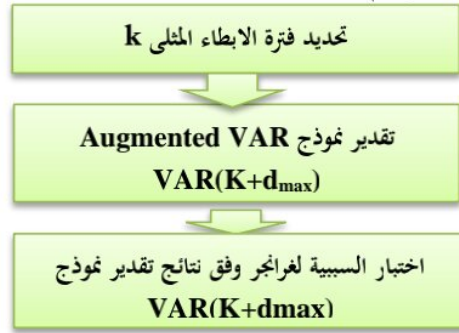 تحديد فترة الابطاء المثلى k
تقدير نموذج Augmented VAR
VAR(K+dmax)
اختبار السببية لغرانجر وفق نتائج تقدير نموذج
VAR(K+dmax)